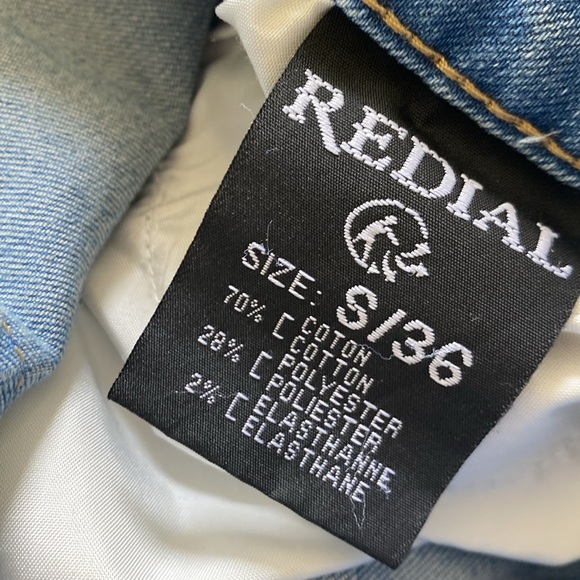 REDIAL
SIZE: S/36
70% [ COTON
COTTON
28% [ POLYESTER
POLIESTER
2% [ ELASTHANNE
ELASTHANE